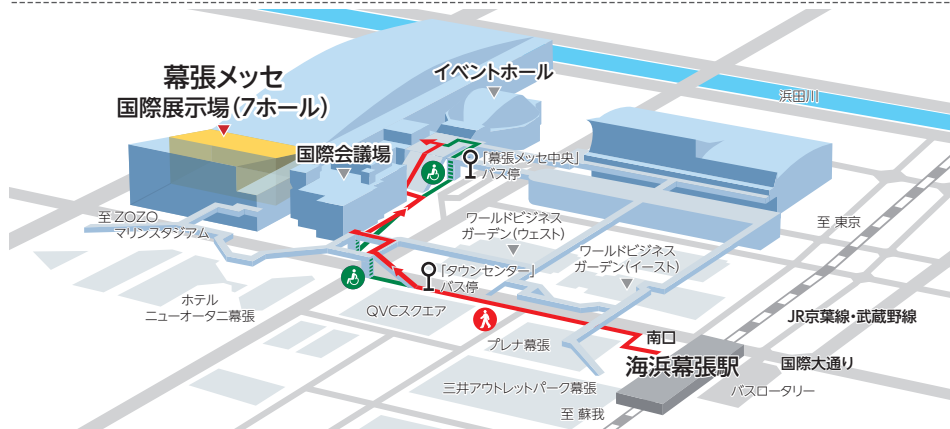 幕張メッセ
国際展示場(7ホール)
イベントホール
浜田川
国際会議場
「幕張メッセ中央」
バス停
至 ZOZO
マリンスタジアム
ワールドビジネス
ガーデン(ウェスト)
至 東京
ワールドビジネス
ガーデン(イースト)
「タウンセンター」
バス停
ホテル
ニューオータニ幕張
QVCスクエア
JR京葉線・武蔵野線
プレナ幕張
南口
海浜幕張駅
国際大通り
三井アウトレットパーク幕張
バスロータリー
至 蘇我